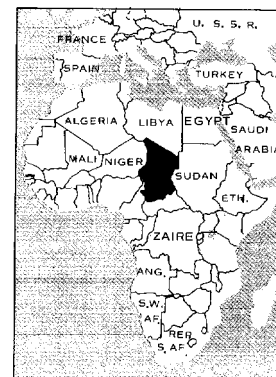 U. S. S. R.
FRANCE
SPAIN
TURKEY
ALGERIA
LIBYA
EGYPT
SAUDI
ARABIA
MALI
NIGER
SUDAN
ETH.
ZAIRE
ANG.
S.W.
AF.
REP.
S. AF.